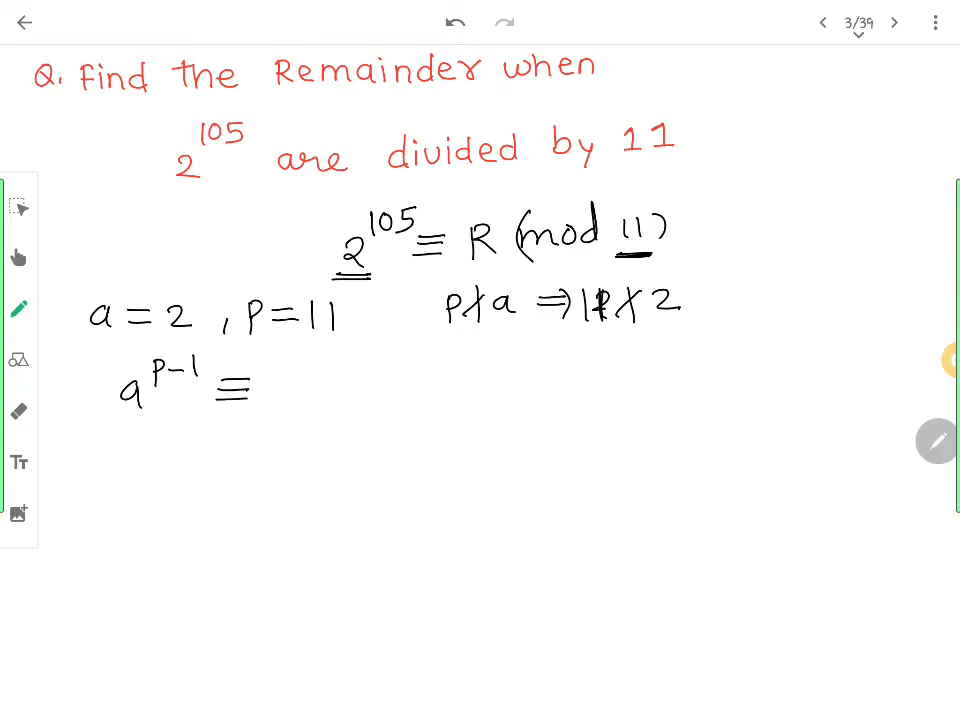 3/39
Q. Find the Remainder when
2^105 are divided by 11
2^105 ≡ R (mod 11)
a = 2 , p = 11 p∤a ⇒ 11∤2
a^p-1 ≡
Tт